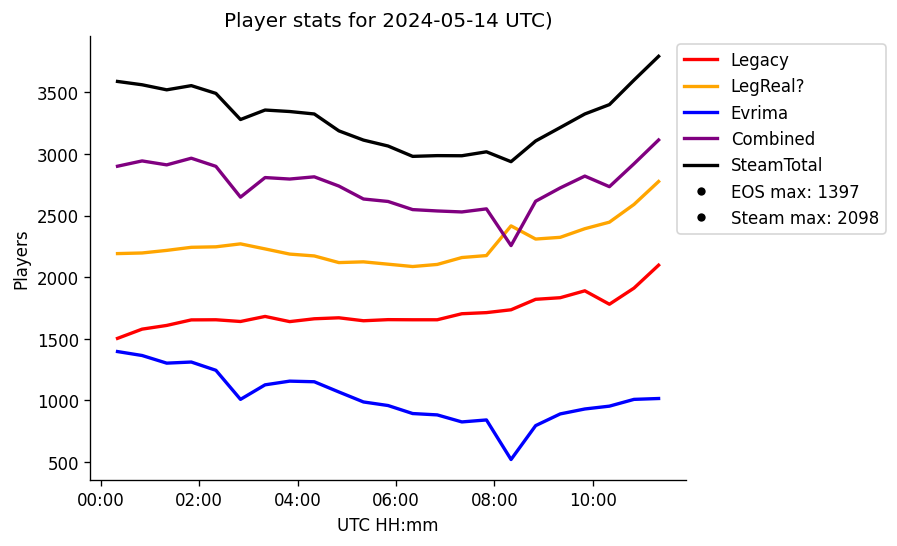 Player stats for 2024-05-14 UTC)
Legacy
LegReal?
Evrima
Combined
SteamTotal
EOS max: 1397
Steam max: 2098
Players
3500
3000
2500
2000
1500
1000
500
00:00 02:00 04:00 06:00 08:00 10:00
UTC HH:mm